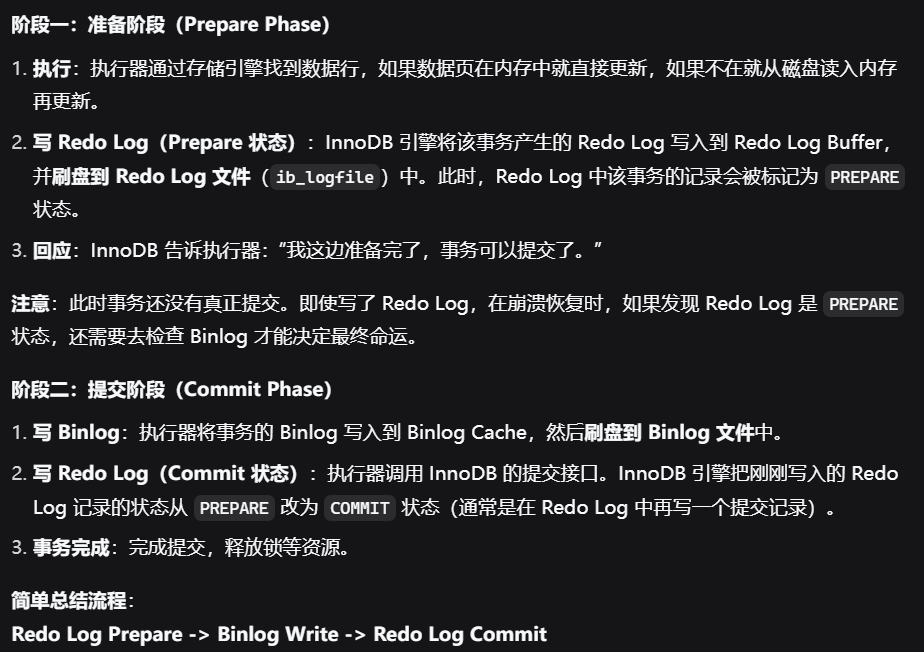 阶段一：准备阶段（Prepare Phase）
1. 执行：执行器通过存储引擎找到数据行，如果数据页在内存中就直接更新，如果不在就从磁盘读入内存
再更新。
2. 写 Redo Log（Prepare 状态）：InnoDB 引擎将该事务产生的 Redo Log 写入到 Redo Log Buffer，
并刷盘到 Redo Log 文件（ib_logfile）中。此时，Redo Log 中该事务的记录会被标记为 PREPARE
状态。
3. 回应：InnoDB 告诉执行器：“我这边准备完了，事务可以提交了。”
注意：此时事务还没有真正提交。即使写了 Redo Log，在崩溃恢复时，如果发现 Redo Log 是 PREPARE
状态，还需要去检查 Binlog 才能决定最终命运。
阶段二：提交阶段（Commit Phase）
1. 写 Binlog：执行器将事务的 Binlog 写入到 Binlog Cache，然后刷盘到 Binlog 文件中。
2. 写 Redo Log（Commit 状态）：执行器调用 InnoDB 的提交接口。InnoDB 引擎把刚刚写入的 Redo
Log 记录的状态从 PREPARE 改为 COMMIT 状态（通常是在 Redo Log 中再写一个提交记录）。
3. 事务完成：完成提交，释放锁等资源。
简单总结流程：
Redo Log Prepare -> Binlog Write -> Redo Log Commit